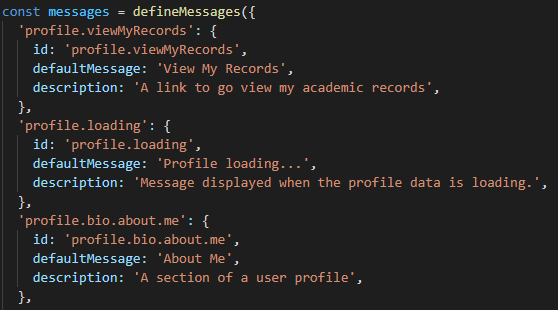 const messages = defineMessages({
  'profile.viewMyRecords': {
    id: 'profile.viewMyRecords',
    defaultMessage: 'View My Records',
    description: 'A link to go view my academic records',
  },
  'profile.loading': {
    id: 'profile.loading',
    defaultMessage: 'Profile loading...',
    description: 'Message displayed when the profile data is loading.',
  },
  'profile.bio.about.me': {
    id: 'profile.bio.about.me',
    defaultMessage: 'About Me',
    description: 'A section of a user profile',
  },